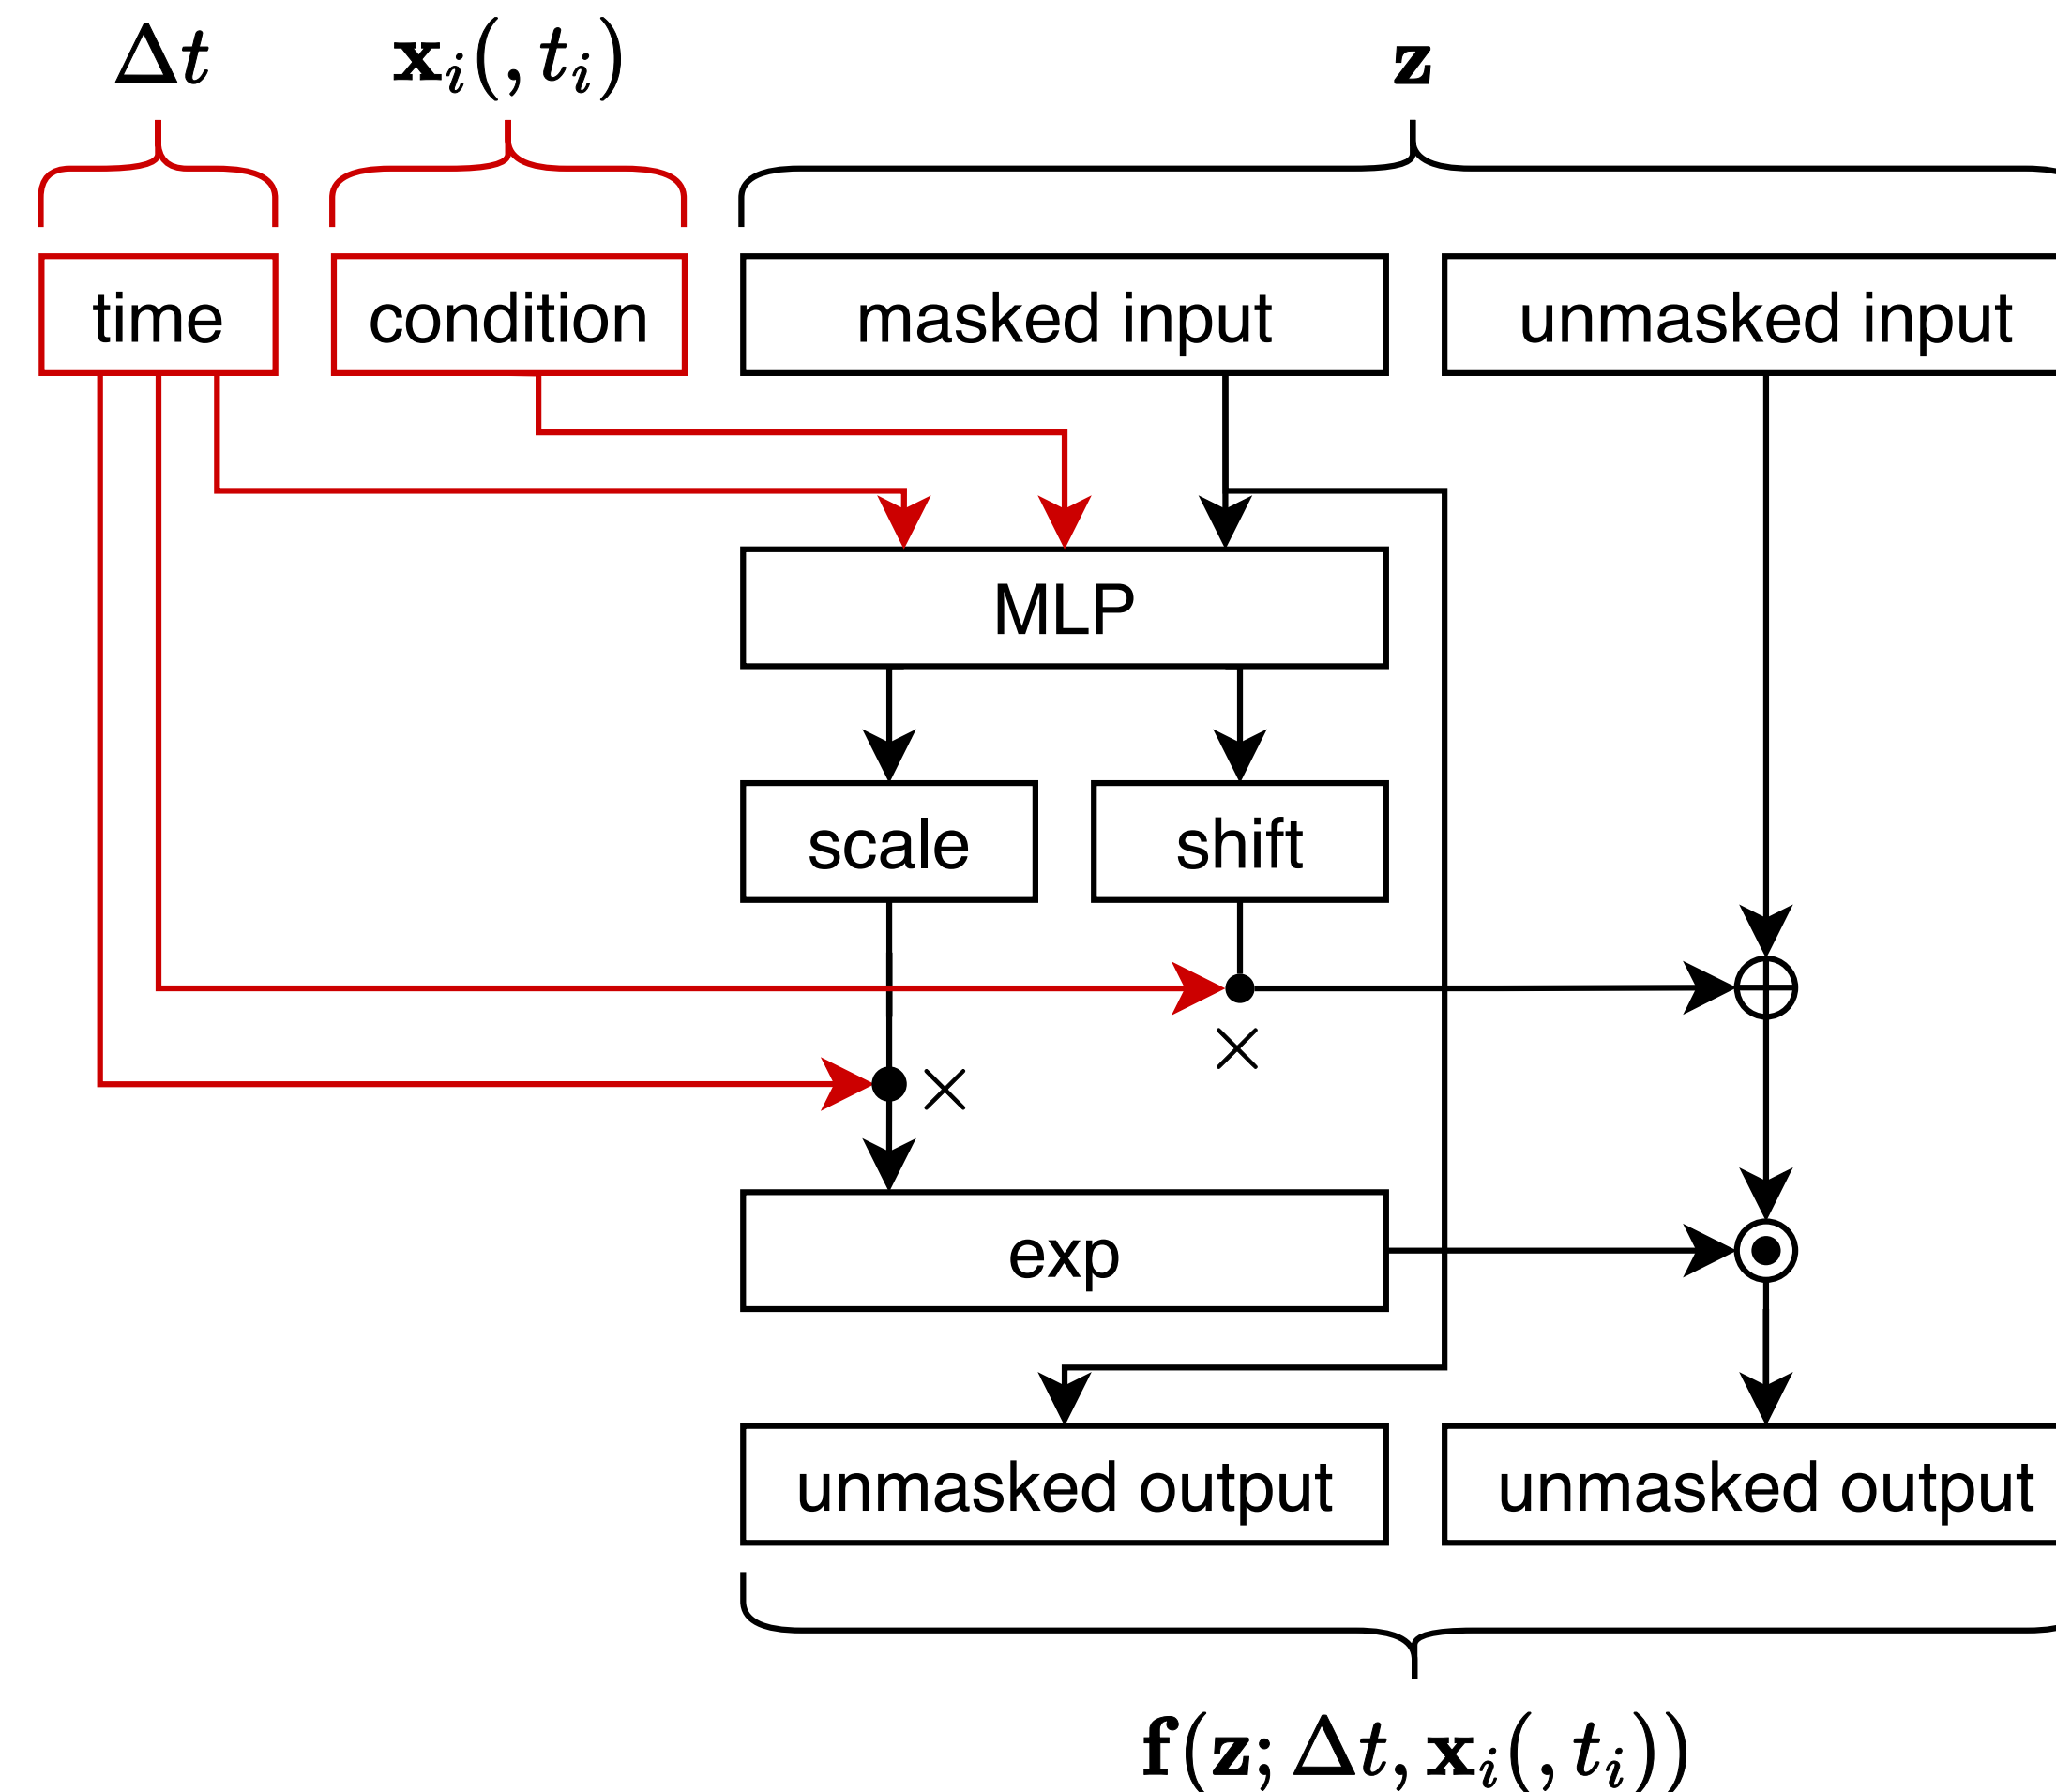 Δt x_i(, t_i) z
time condition masked input unmasked input
MLP
scale shift
×
×
exp
unmasked output unmasked output
f(z; Δt, x_i(, t_i))